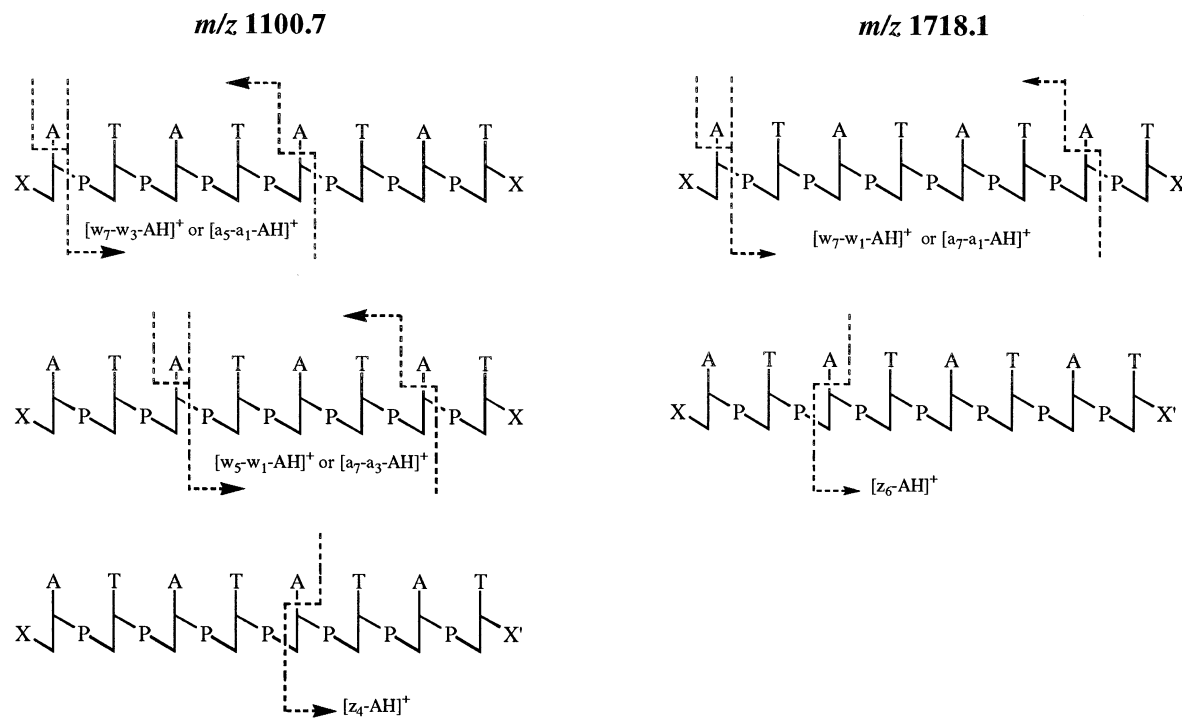 m/z 1100.7
A T A T A T A T
X P P P P P P P X
[w₇-w₃-AH]⁺ or [a₅-a₁-AH]⁺
A T A T A T A T
X P P P P P P P X
[w₅-w₁-AH]⁺ or [a₇-a₃-AH]⁺
A T A T A T A T
X P P P P P P P X'
[z₄-AH]⁺
m/z 1718.1
A T A T A T A T
X P P P P P P P X
[w₇-w₁-AH]⁺ or [a₇-a₁-AH]⁺
A T A T A T A T
X P P P P P P P X'
[z₆-AH]⁺